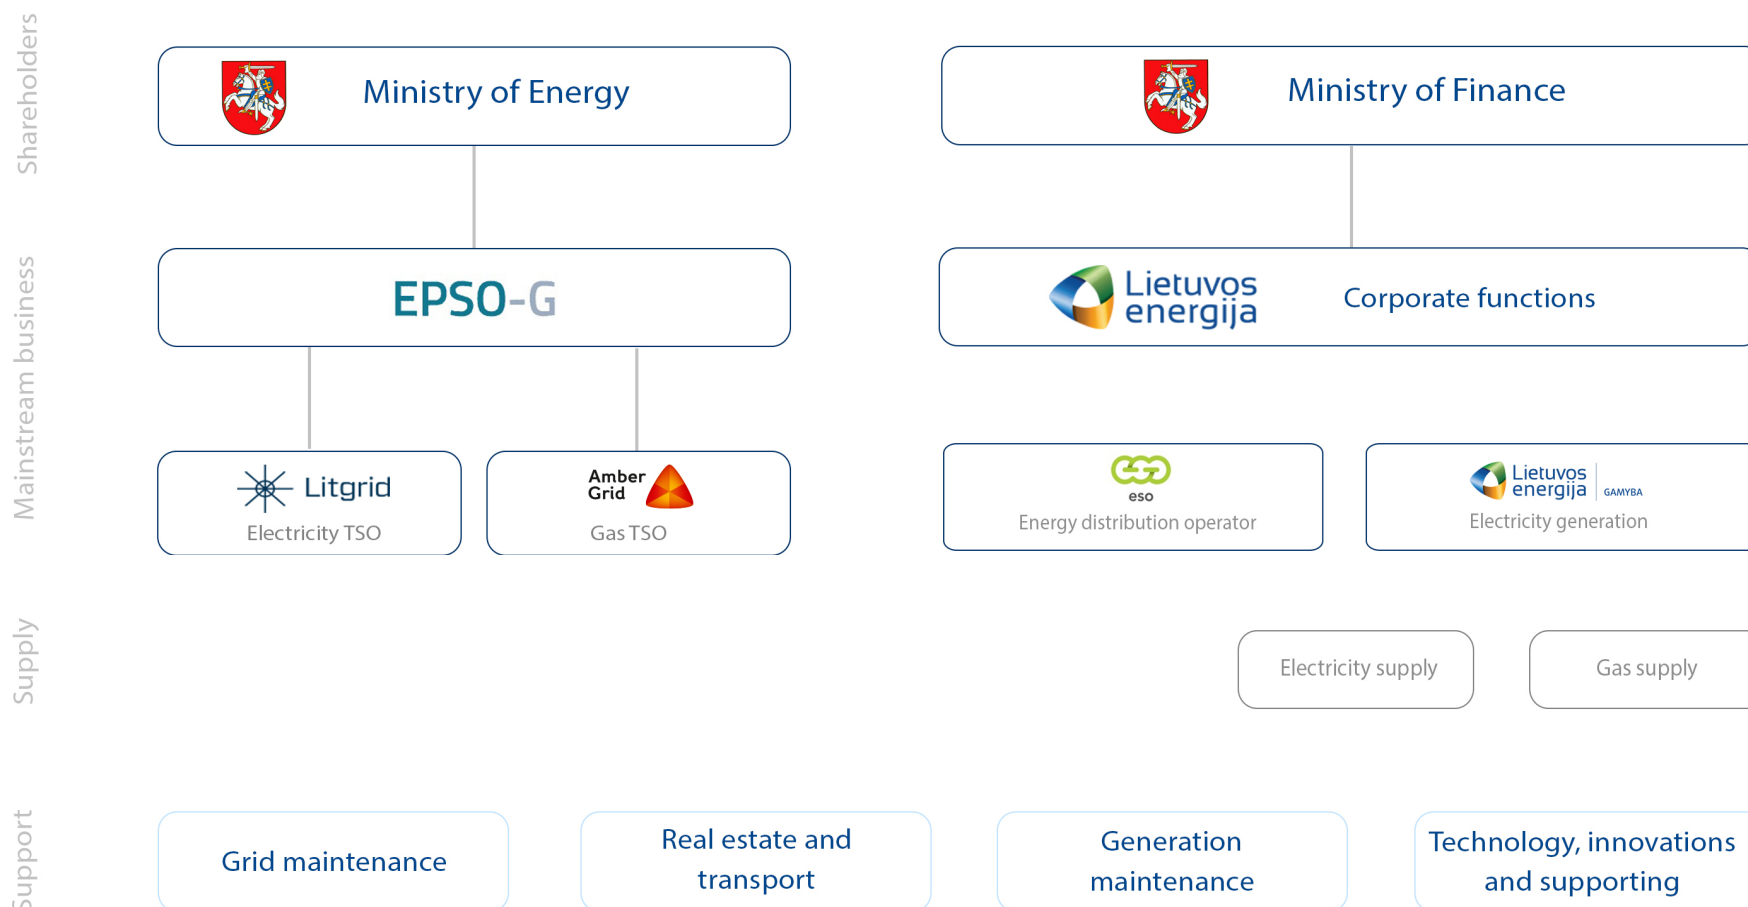 Shareholders
Ministry of Energy
Ministry of Finance
Mainstream business
EPSO-G
Lietuvos
energija
Corporate functions
Litgrid
Electricity TSO
Amber
Grid
Gas TSO
eso
Energy distribution operator
Lietuvos
energija
GAMYBA
Electricity generation
Supply
Electricity supply
Gas supply
Support
Grid maintenance
Real estate and
transport
Generation
maintenance
Technology, innovations
and supporting